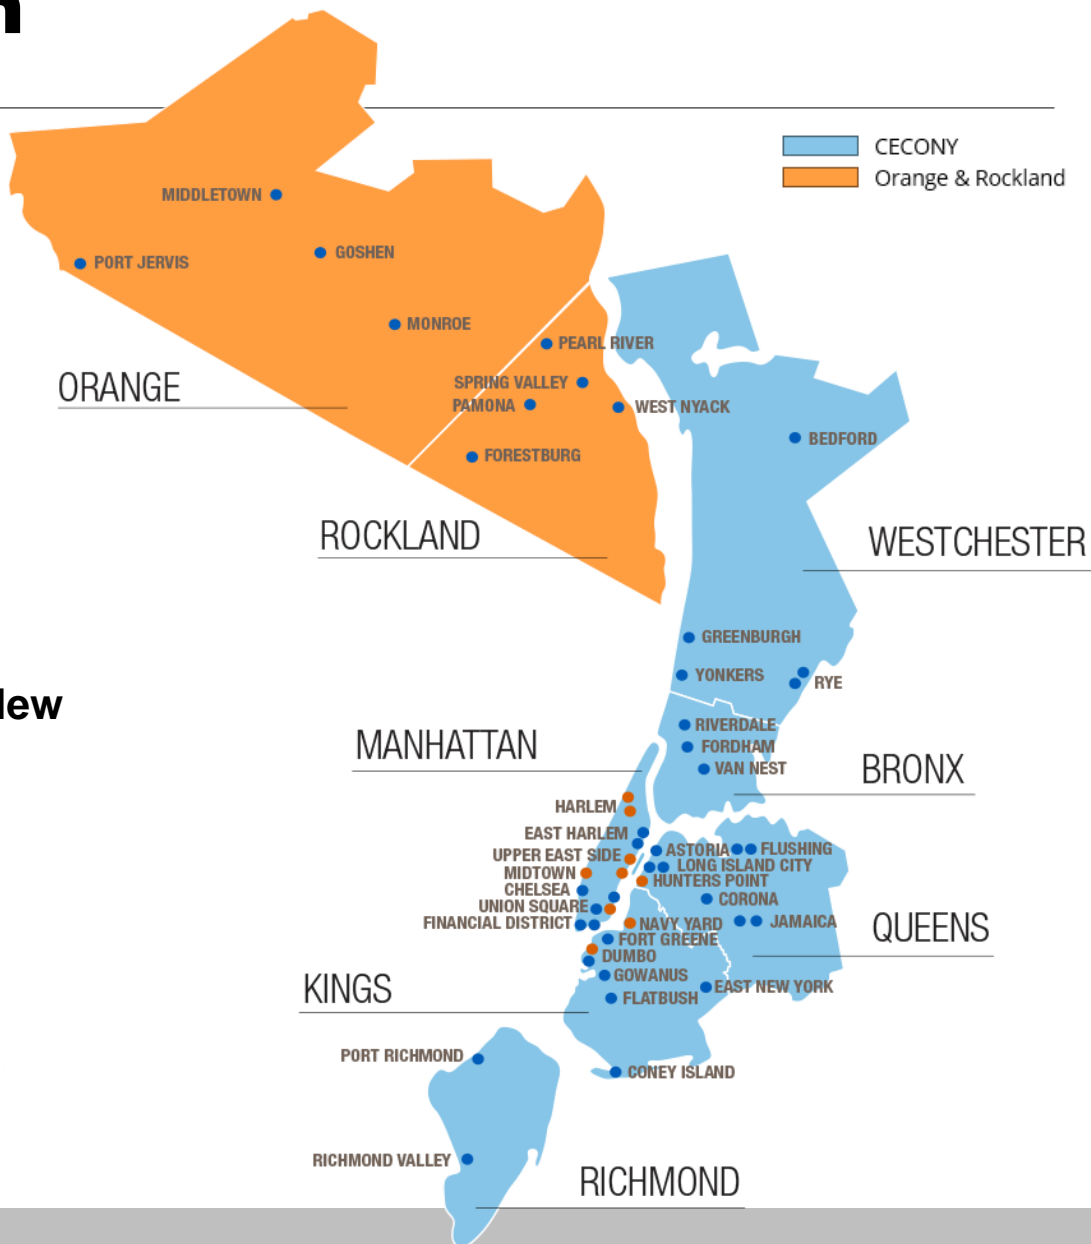 n
CECONY
Orange & Rockland
MIDDLETOWN
GOSHEN
PORT JERVIS
MONROE
PEARL RIVER
ORANGE
SPRING VALLEY
PAMONA
WEST NYACK
BEDFORD
FORESTBURG
ROCKLAND
WESTCHESTER
GREENBURGH
YONKERS
RYE
lew
RIVERDALE
MANHATTAN
FORDHAM
VAN NEST
BRONX
HARLEM
EAST HARLEM
ASTORIA
FLUSHING
UPPER EAST SIDE
LONG ISLAND CITY
MIDTOWN
HUNTERS POINT
CHELSEA
CORONA
UNION SQUARE
FINANCIAL DISTRICT
NAVY YARD
JAMAICA
QUEENS
FORT GREENE
DUMBO
GOWANUS
KINGS
EAST NEW YORK
FLATBUSH
PORT RICHMOND
CONEY ISLAND
RICHMOND VALLEY
RICHMOND